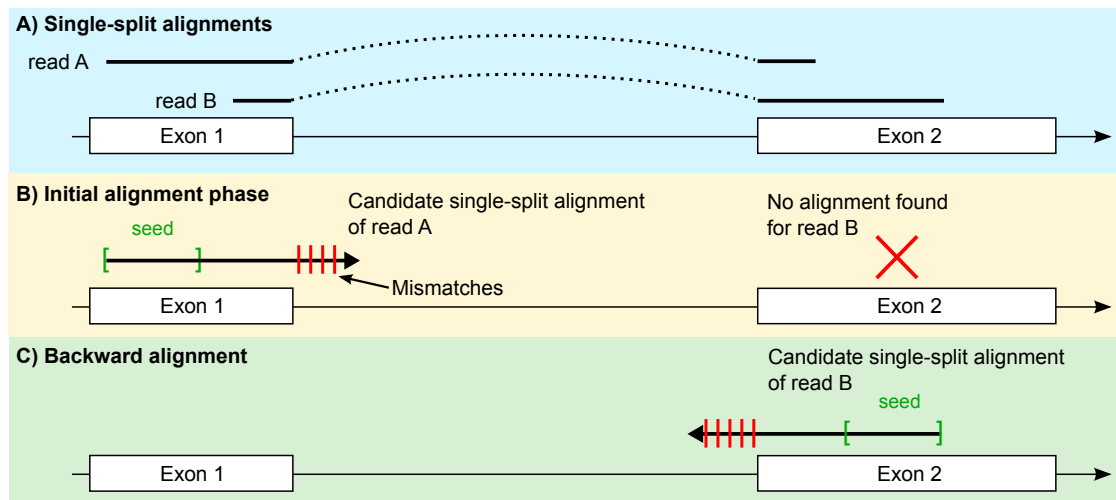 A) Single-split alignments
read A
read B
Exon 1
Exon 2
B) Initial alignment phase
Candidate single-split alignment
of read A
No alignment found
for read B
seed
Mismatches
Exon 1
Exon 2
C) Backward alignment
Candidate single-split alignment
of read B
seed
Exon 1
Exon 2